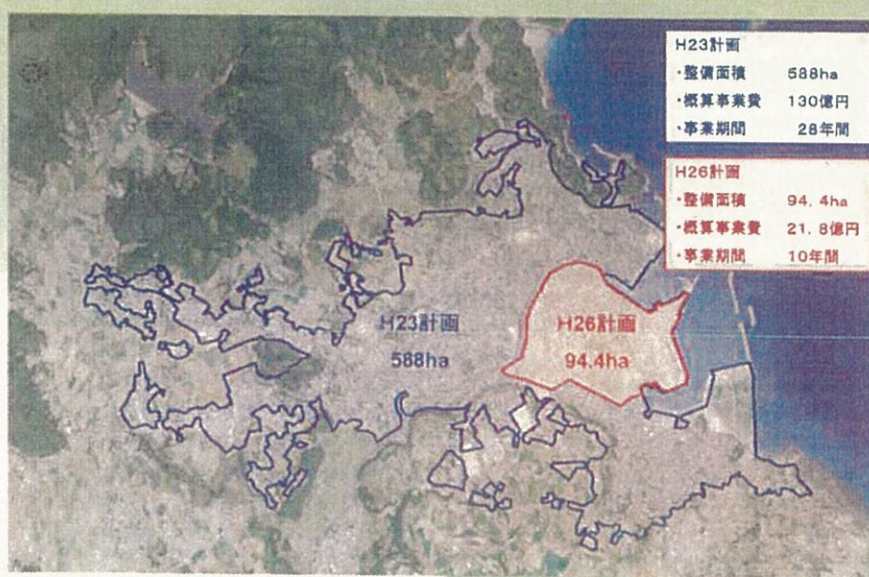 H23計画
・整備面積 588ha
・概算事業費 130億円
・事業期間 28年間
H26計画
・整備面積 94.4ha
・概算事業費 21.8億円
・事業期間 10年間
H23計画
588ha
H26計画
94.4ha